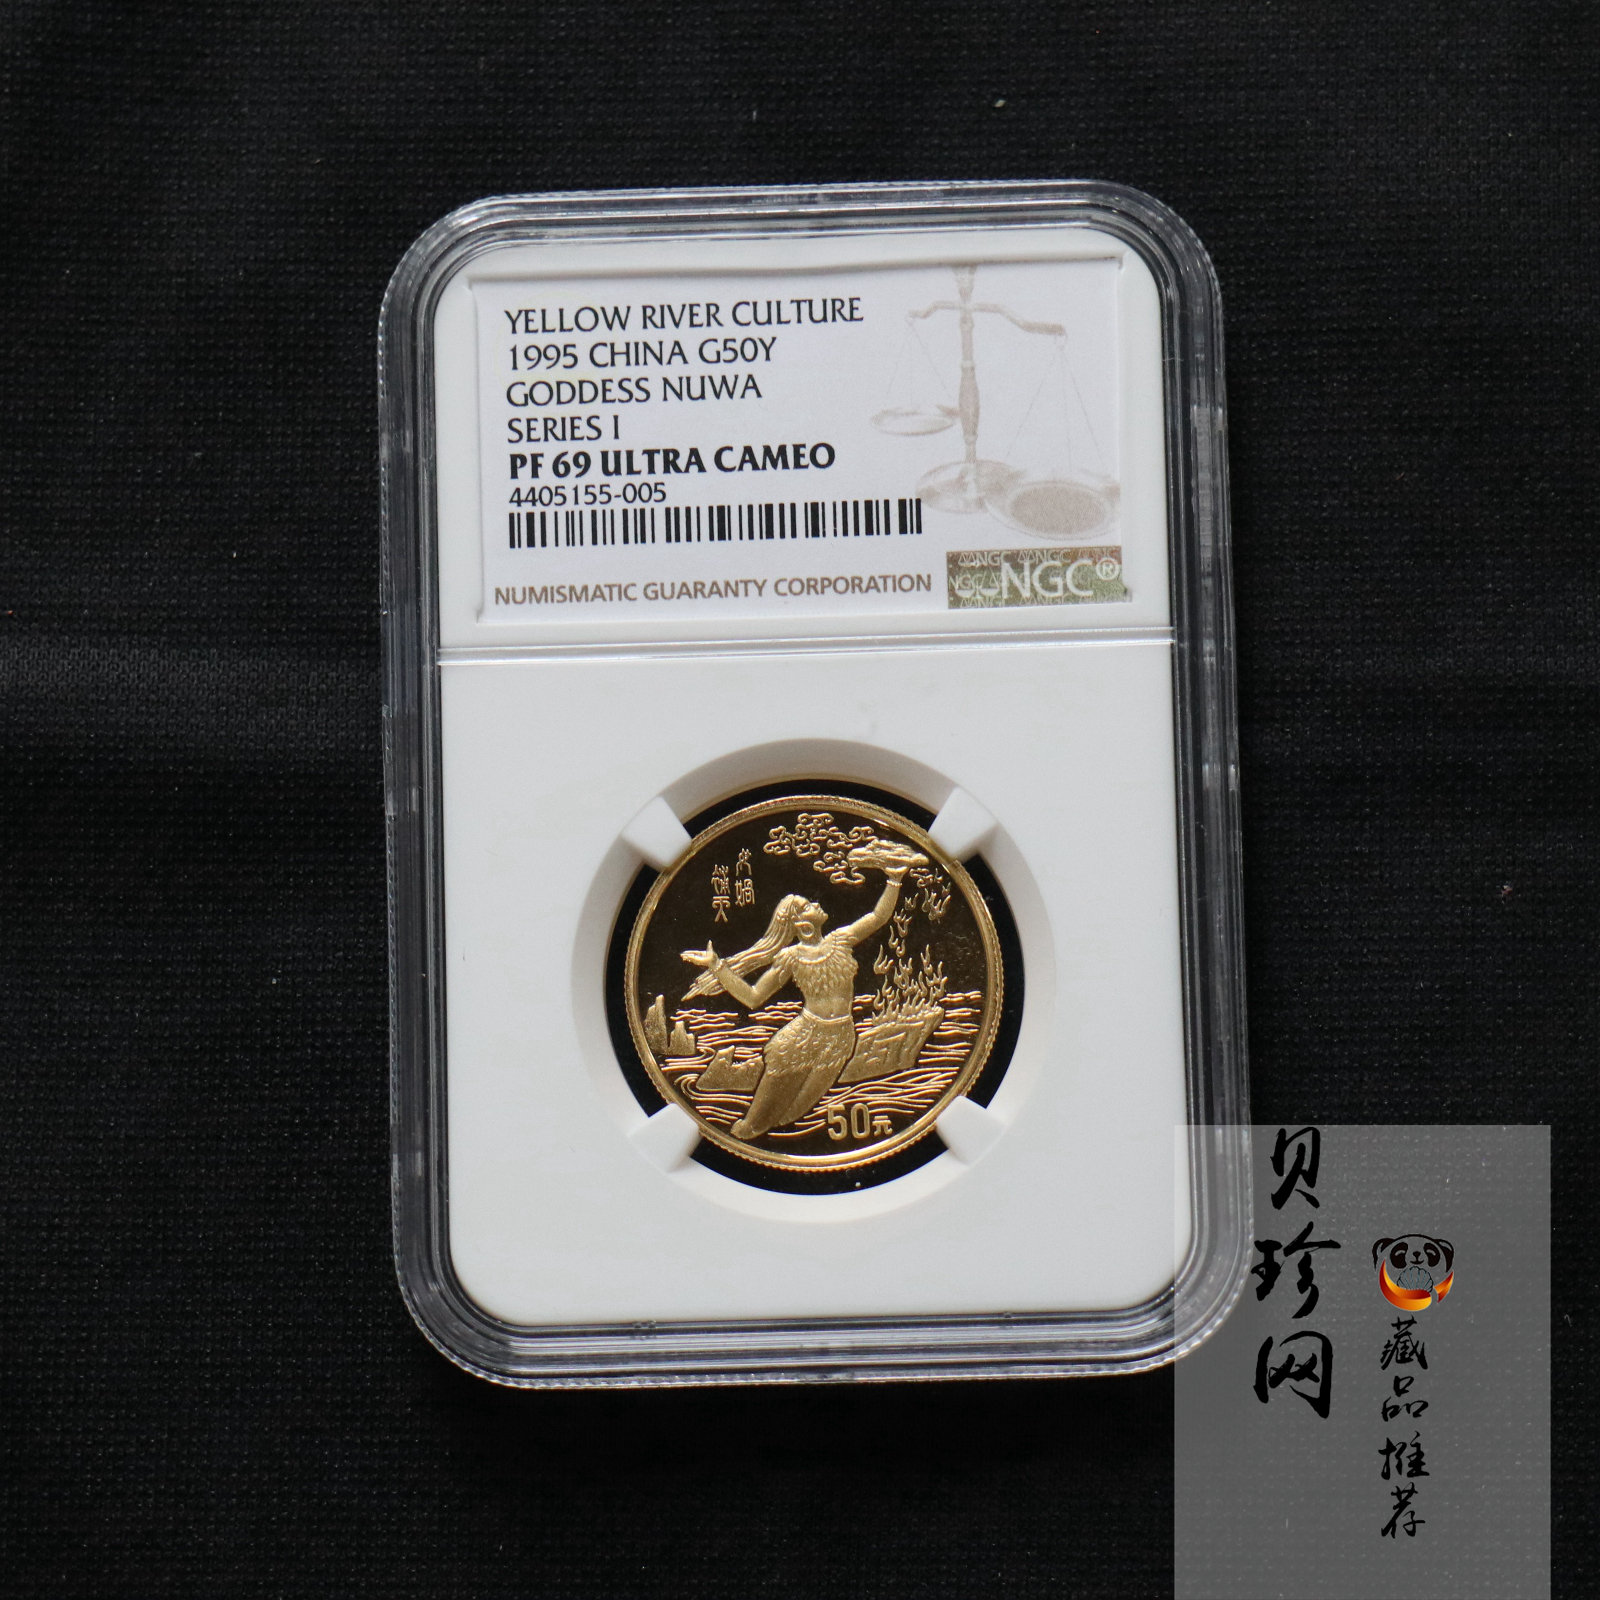 YELLOW RIVER CULTURE
1995 CHINA G50Y
GODDESS NUWA
SERIES I
PF 69 ULTRA CAMEO
4405155-005
NUMISMATIC GUARANTY CORPORATION
NGC®
女娲
补天
50元
贝珍网
藏品推荐